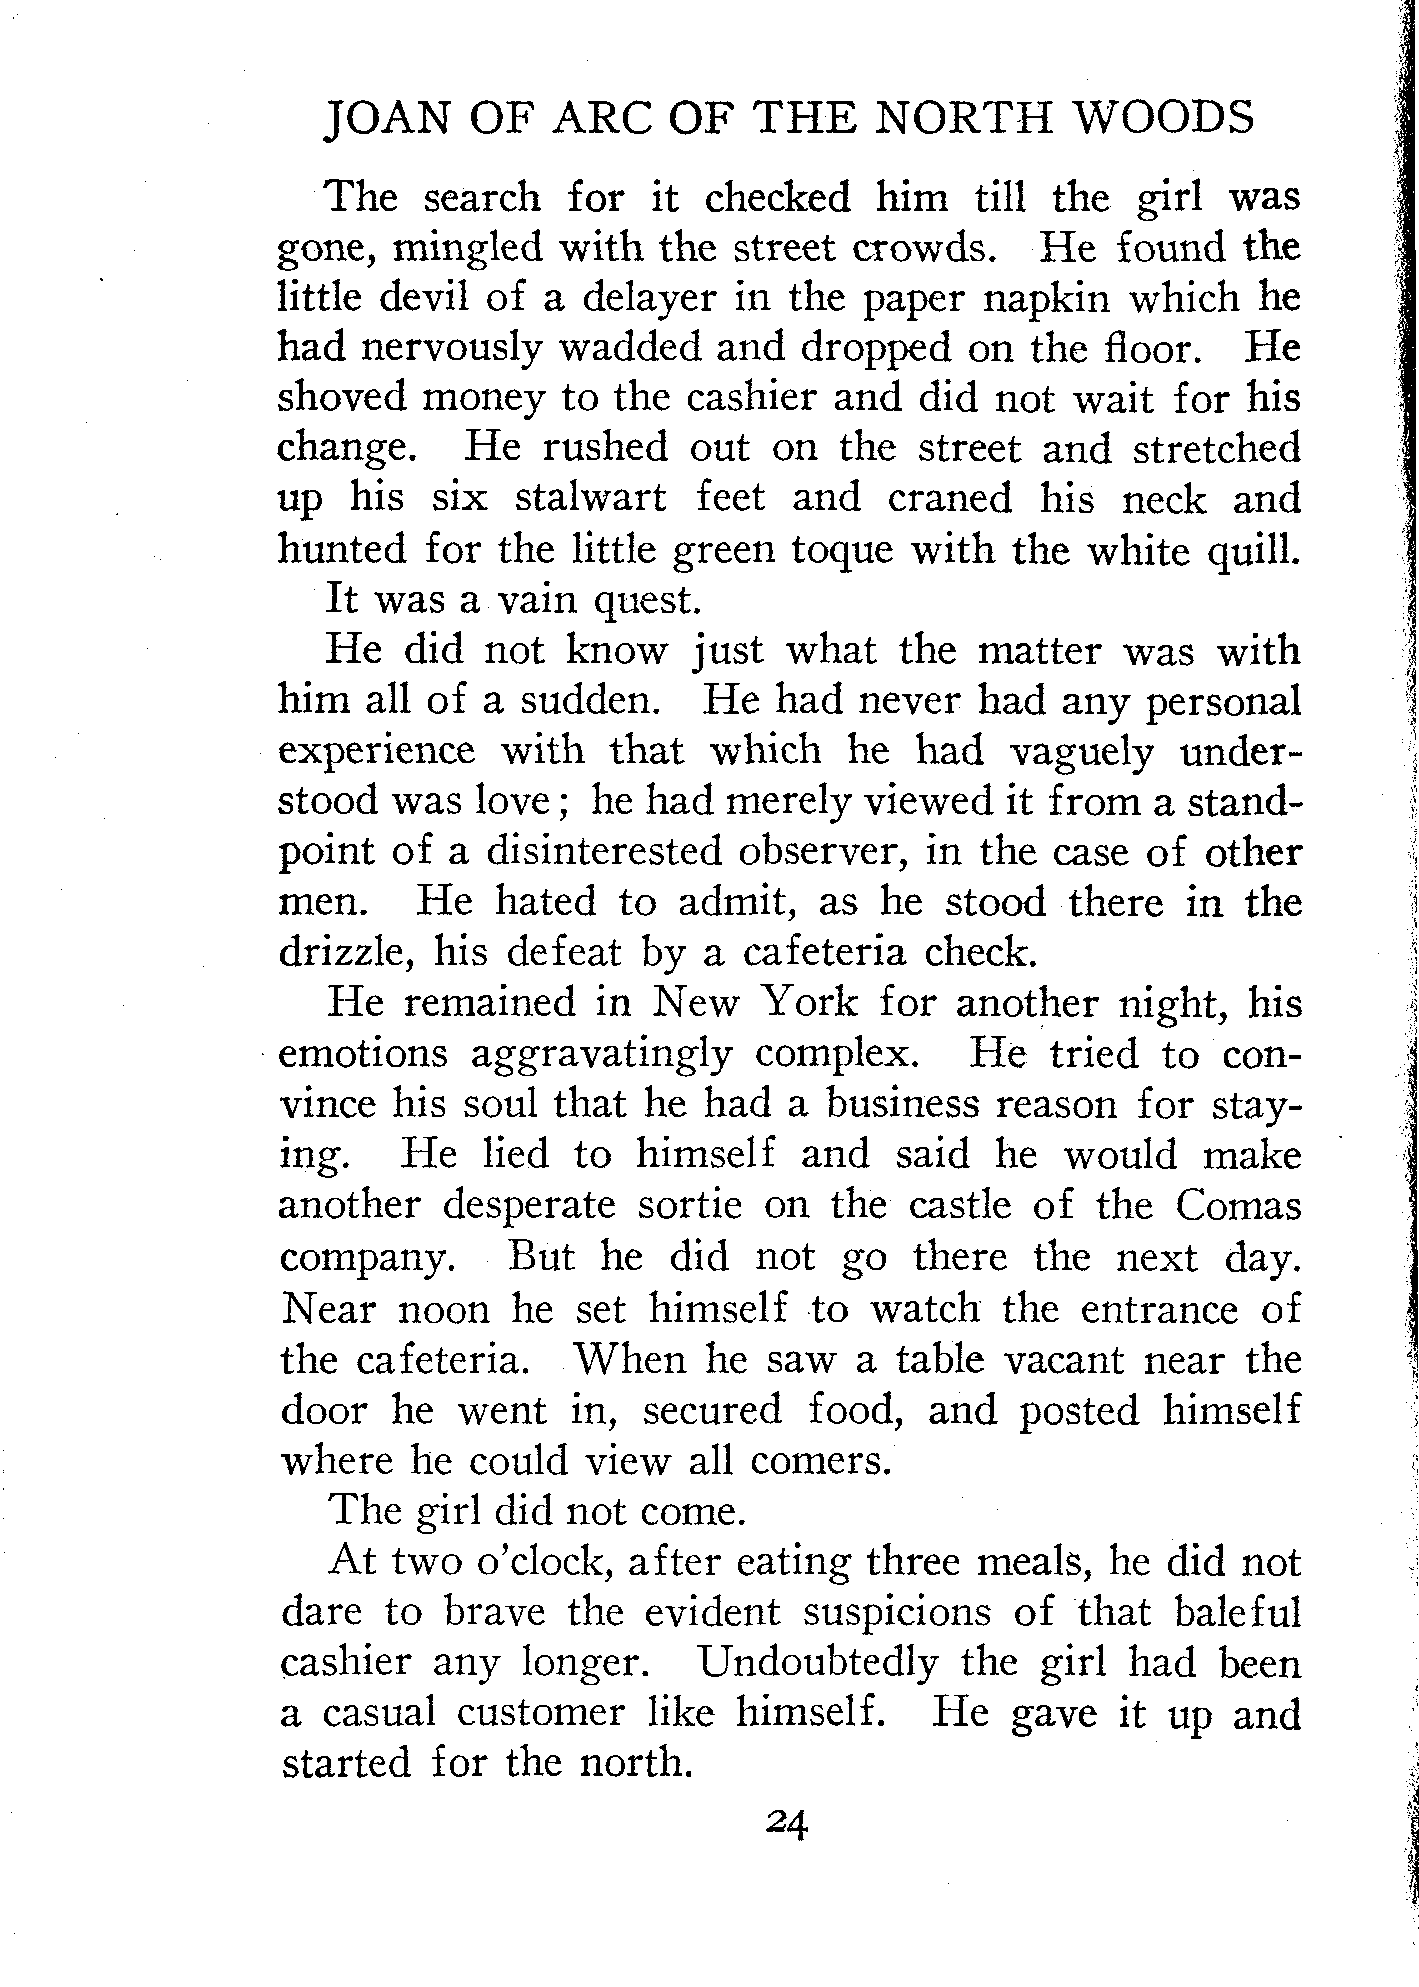 JOAN OF ARC OF THE NORTH WOODS
The search for it checked him till the girl was
gone, mingled with the street crowds. He found the
little devil of a delayer in the paper napkin which he
had nervously wadded and dropped on the floor. He
shoved money to the cashier and did not wait for his
change. He rushed out on the street and stretched
up his six stalwart feet and craned his neck and
hunted for the little green toque with the white quill.
It was a vain quest.
He did not know just what the matter was with
him all of a sudden. He had never had any personal
experience with that which he had vaguely under-
stood was love; he had merely viewed it from a stand-
point of a disinterested observer, in the case of other
men. He hated to admit, as he stood there in the
drizzle, his defeat by a cafeteria check.
He remained in New York for another night, his
emotions aggravatingly complex. He tried to con-
vince his soul that he had a business reason for stay-
ing. He lied to himself and said he would make
another desperate sortie on the castle of the Comas
company. But he did not go there the next day.
Near noon he set himself to watch the entrance of
the cafeteria. When he saw a table vacant near the
door he went in, secured food, and posted himself
where he could view all comers.
The girl did not come.
At two o'clock, after eating three meals, he did not
dare to brave the evident suspicions of that baleful
cashier any longer. Undoubtedly the girl had been
a casual customer like himself. He gave it up and
started for the north.
24